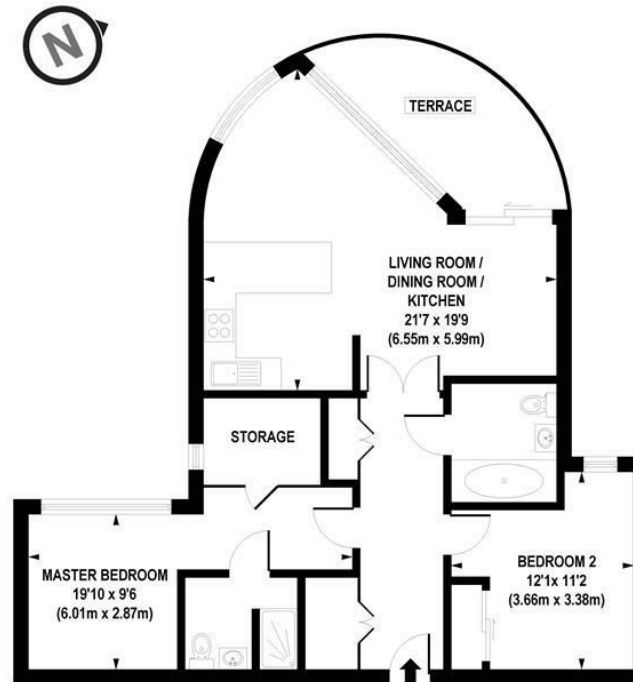 N
TERRACE
LIVING ROOM /
DINING ROOM /
KITCHEN
21'7 x 19'9
(6.55m x 5.99m)
STORAGE
MASTER BEDROOM
19'10 x 9'6
(6.01m x 2.87m)
BEDROOM 2
12'1x 11'2
(3.66m x 3.38m)